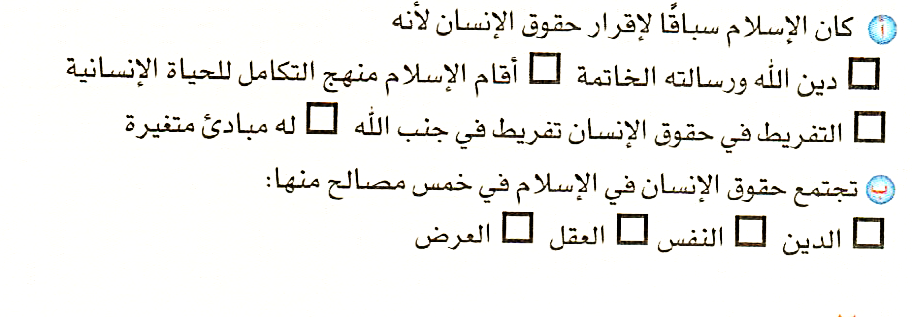 أ كان الإسلام سباقًا لإقرار حقوق الإنسان لأنه
دين الله ورسالته الخاتمة أقام الإسلام منهج التكامل للحياة الإنسانية
التفريط في حقوق الإنسان تفريط في جنب الله له مبادئ متغيرة
ب تجتمع حقوق الإنسان في الإسلام في خمس مصالح منها:
الدين النفس العقل العرض